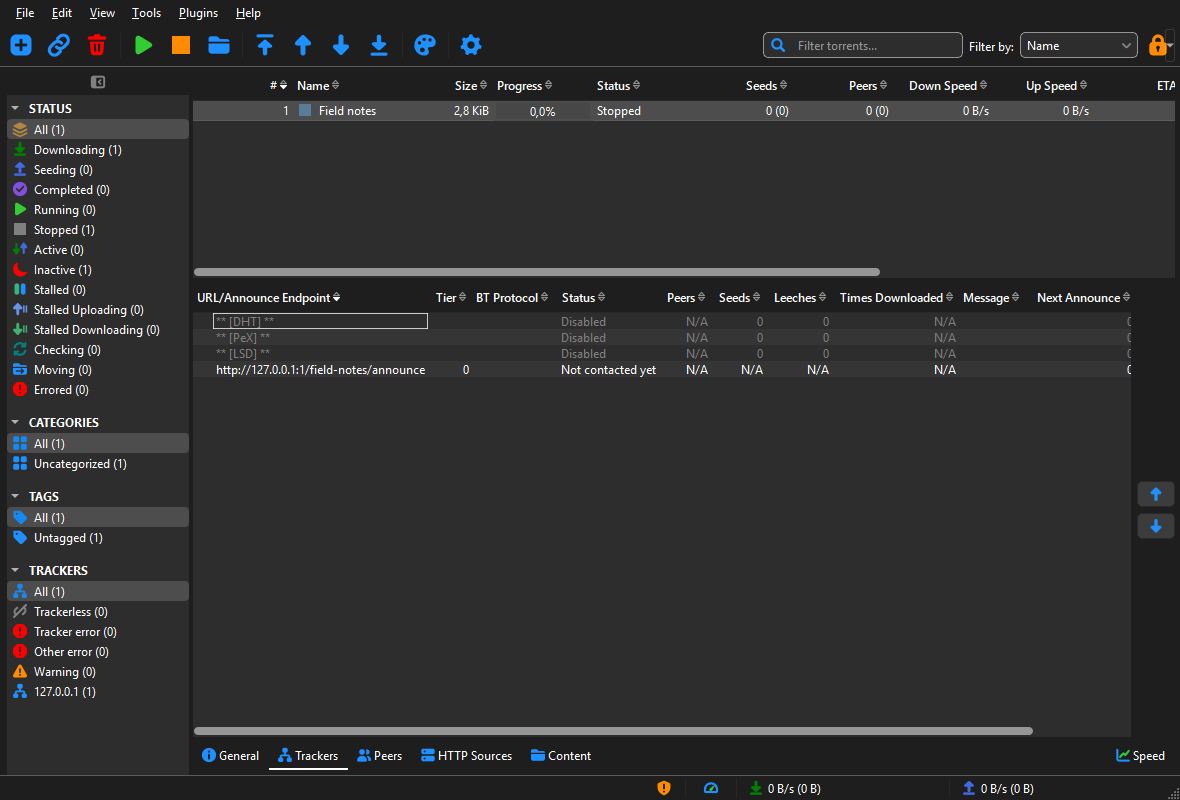 File Edit View Tools Plugins Help
Filter torrents... Filter by: Name
# Name Size Progress Status Seeds Peers Down Speed Up Speed ETA
1 Field notes 2,8 KiB 0,0% Stopped 0 (0) 0 (0) 0 B/s 0 B/s
STATUS
All (1)
Downloading (1)
Seeding (0)
Completed (0)
Running (0)
Stopped (1)
Active (0)
Inactive (1)
Stalled (0)
Stalled Uploading (0)
Stalled Downloading (0)
Checking (0)
Moving (0)
Errored (0)
CATEGORIES
All (1)
Uncategorized (1)
TAGS
All (1)
Untagged (1)
TRACKERS
All (1)
Trackerless (0)
Tracker error (0)
Other error (0)
Warning (0)
127.0.0.1 (1)
URL/Announce Endpoint Tier BT Protocol Status Peers Seeds Leeches Times Downloaded Message Next Announce
** [DHT] ** Disabled N/A 0 0 N/A 0
** [PeX] ** Disabled N/A 0 0 N/A 0
** [LSD] ** Disabled N/A 0 0 N/A 0
http://127.0.0.1:1/field-notes/announce 0 Not contacted yet N/A N/A N/A N/A 0
General Trackers Peers HTTP Sources Content Speed
0 B/s (0 B) 0 B/s (0 B)